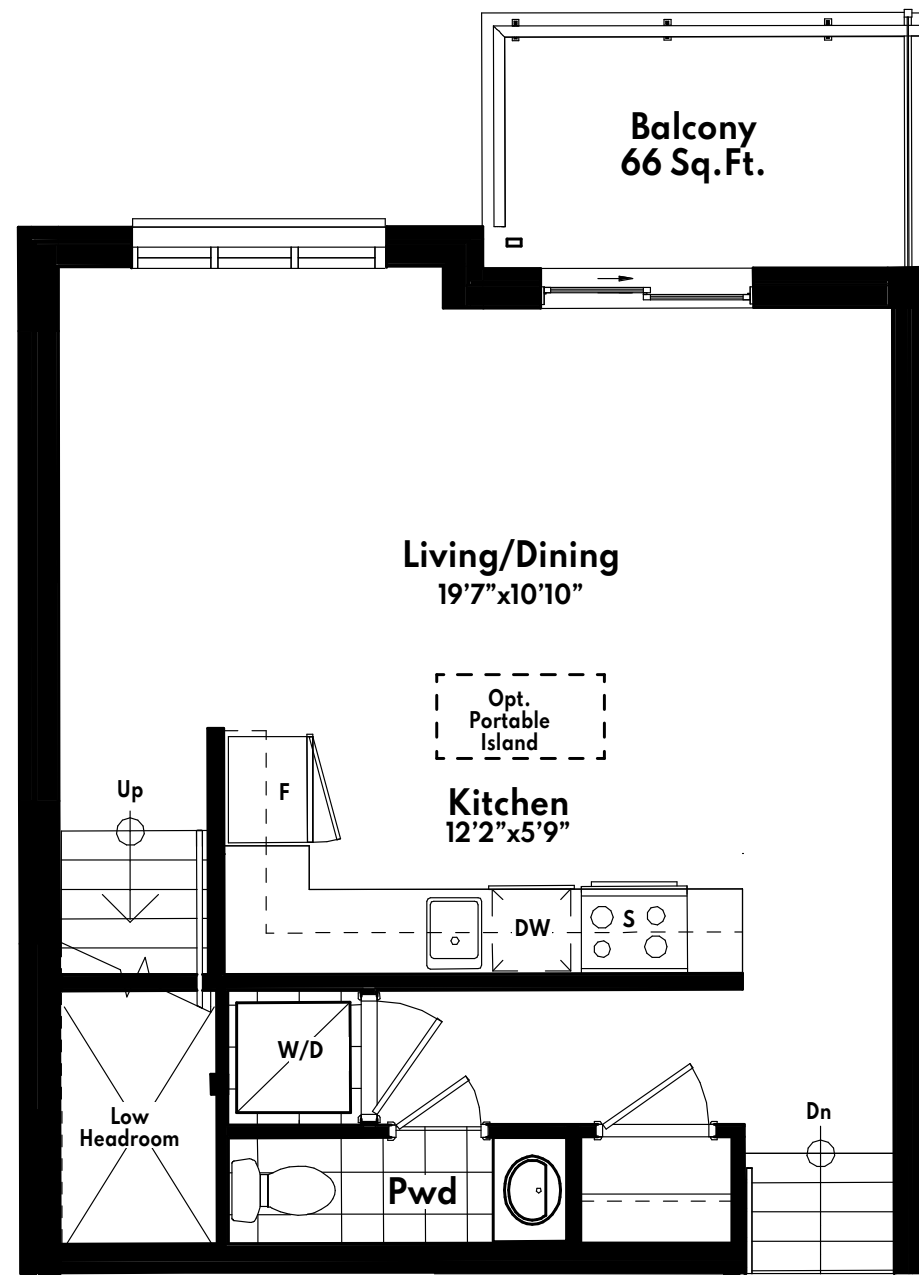 Balcony
66 Sq.Ft.
Living/Dining
19’7”x10’10”
Opt.
Portable
Island
Up
F
Kitchen
12’2”x5’9”
DW
S
W/D
Low
Headroom
Dn
Pwd